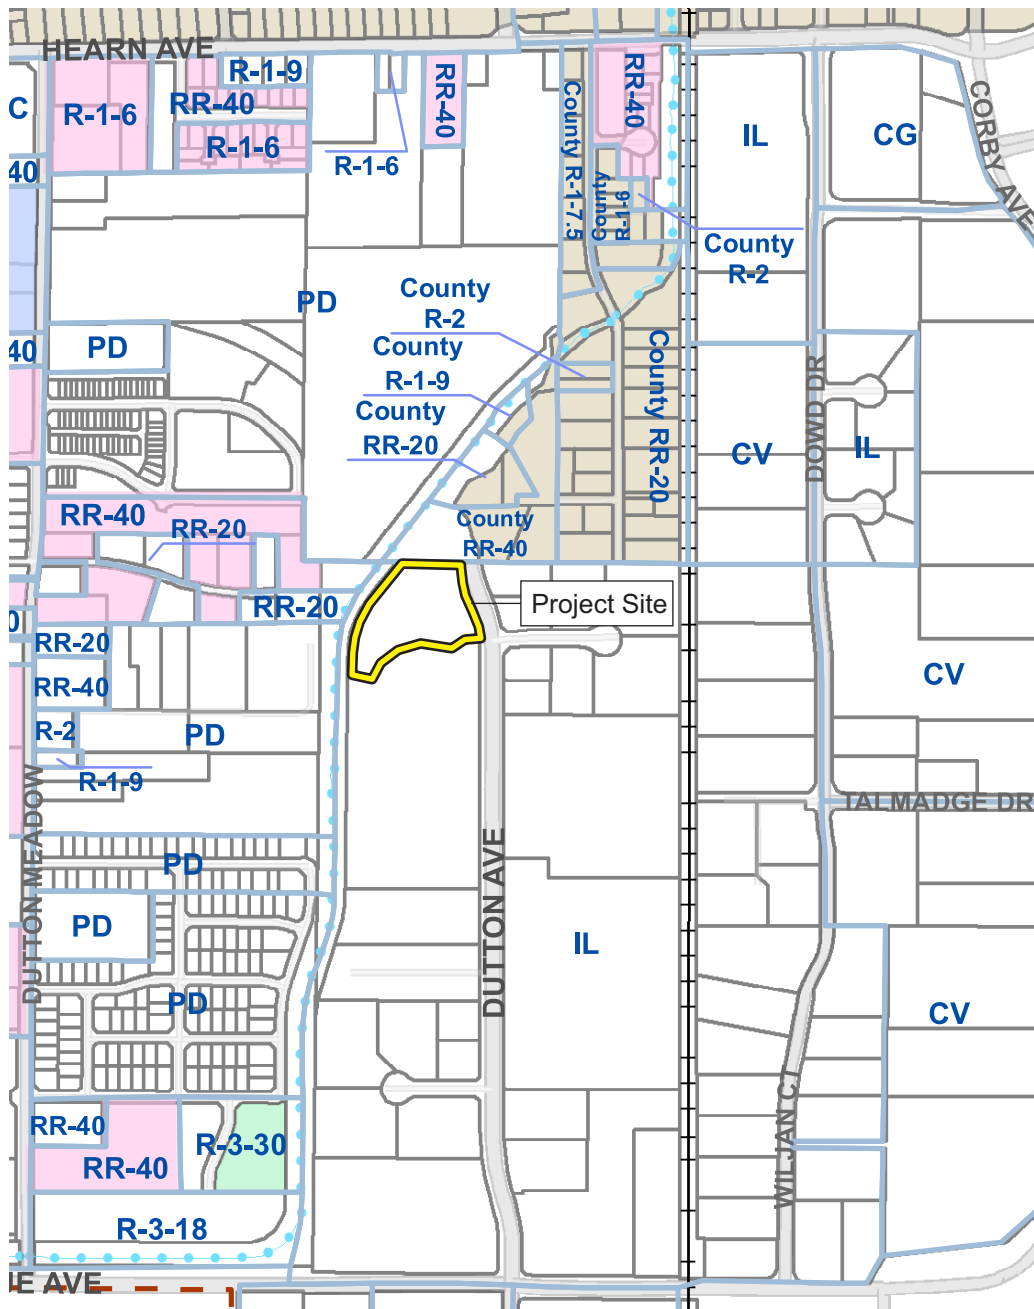 HEARN AVE
R-1-9
C
R-1-6
RR-40
R-1-6
RR-40
R-1-6
County R-1-7.5
RR-40
County
R-1-9
IL
CG
CORBY AVE
40
County
R-2
PD
County
R-2
County
R-1-9
County
RR-20
County RR-20
40
PD
DOWD DR
CV
IL
RR-40
RR-20
County
RR-40
RR-20
Project Site
0
RR-20
RR-40
R-2
PD
R-1-9
CV
DUTTON MEADOW
TALMADGE DR
PD
DUTTON AVE
PD
IL
PD
CV
RR-40
RR-40
R-3-30
WILJAN CT
R-3-18
E AVE